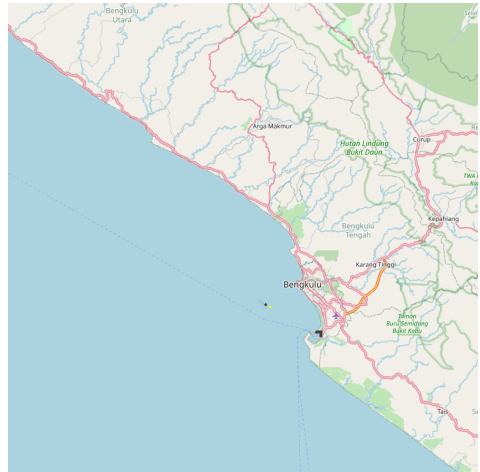 Bengkulu
Utara
Arga Makmur
Hutan Lindung
Bukit Daun
Curup
TWA
Kepahiang
Bengkulu
Tengah
Karang Tinggi
Bengkulu
Taman
Buru Semidang
Bukit Kabu
Tais